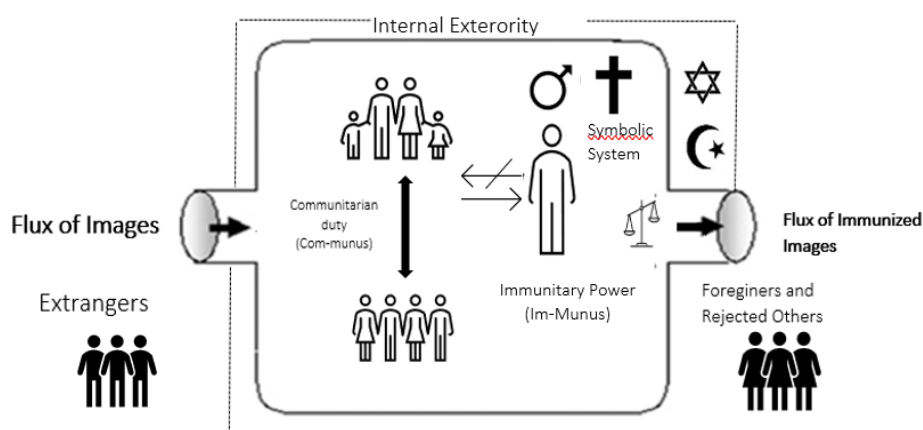 Internal Exterority
Symbolic
System
Communitarian
duty
(Com-munus)
Flux of Images
Flux of Immunized
Images
Immunitary Power
(Im-Munus)
Extrangers
Foreginers and
Rejected Others